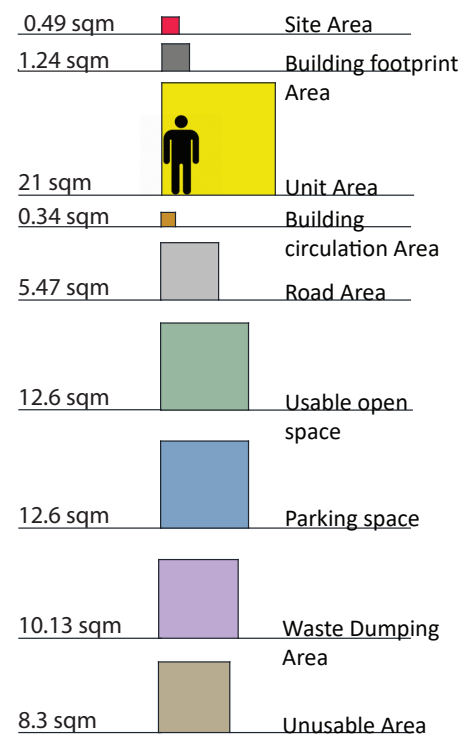 0.49 sqm Site Area
1.24 sqm Building footprint
Area
21 sqm Unit Area
0.34 sqm Building
circulation Area
5.47 sqm Road Area
12.6 sqm Usable open
space
12.6 sqm Parking space
10.13 sqm Waste Dumping
Area
8.3 sqm Unusable Area